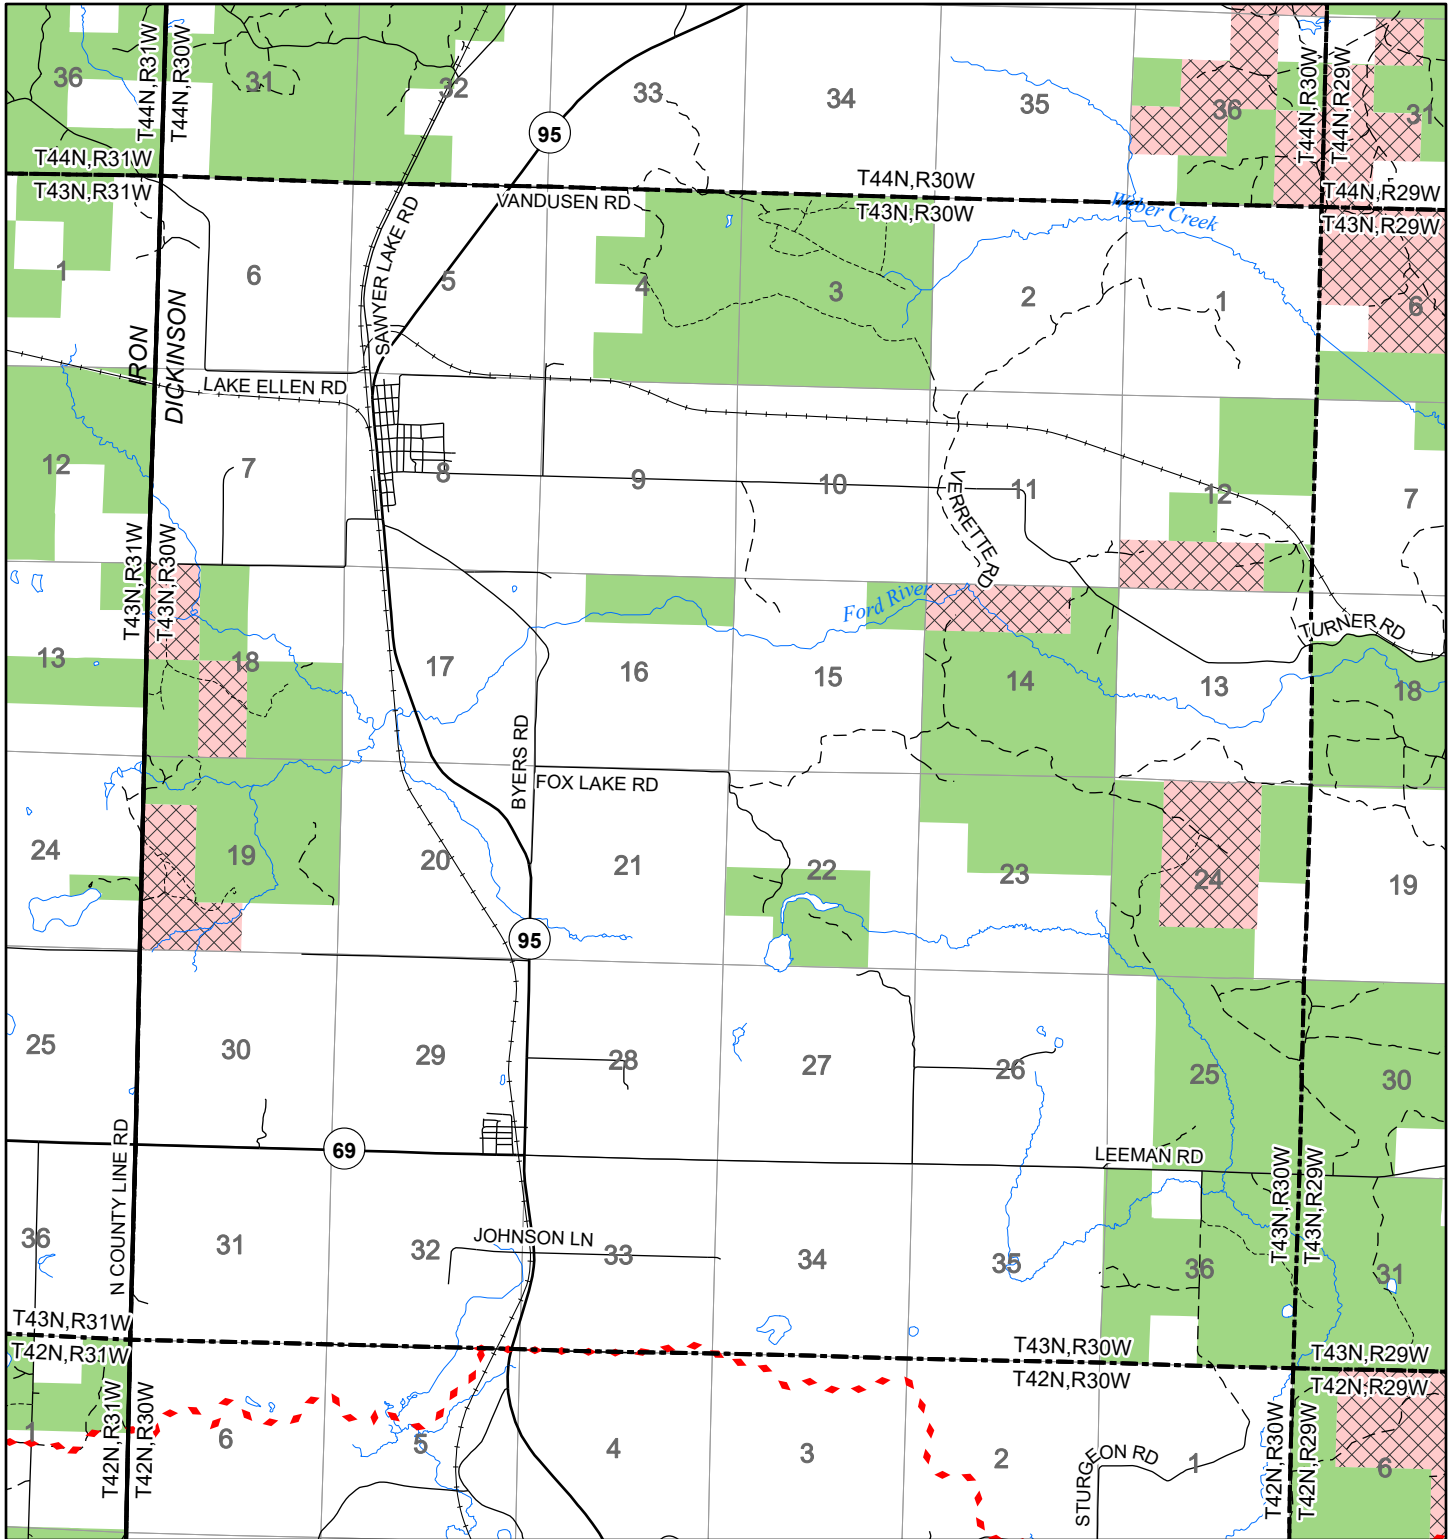 36
T44N,R31W
T44N,R30W
31
32
33
34
35
36
T44N,R30W
T44N,R29W
31
95
T44N,R31W
T43N,R31W
VANDUSEN RD
T44N,R30W
T43N,R30W
Weber Creek
T44N,R29W
T43N,R29W
SAWYER LAKE RD
1
6
5
4
3
2
1
6
IRON
DICKINSON
LAKE ELLEN RD
12
7
8
9
10
11
12
7
VERRETTE RD
T43N,R31W
T43N,R30W
Ford River
TURNER RD
13
18
17
16
15
14
13
18
BYERS RD
FOX LAKE RD
24
19
20
21
22
23
24
19
95
25
30
29
28
27
26
25
30
N COUNTY LINE RD
69
LEEMAN RD
T43N,R30W
T43N,R29W
36
31
32
JOHNSON LN
33
34
35
36
31
T43N,R31W
T42N,R31W
T43N,R30W
T42N,R30W
T43N,R29W
T42N,R29W
T42N,R31W
T42N,R30W
1
6
5
4
3
2
STURGEON RD
1
T42N,R30W
T42N,R29W
6